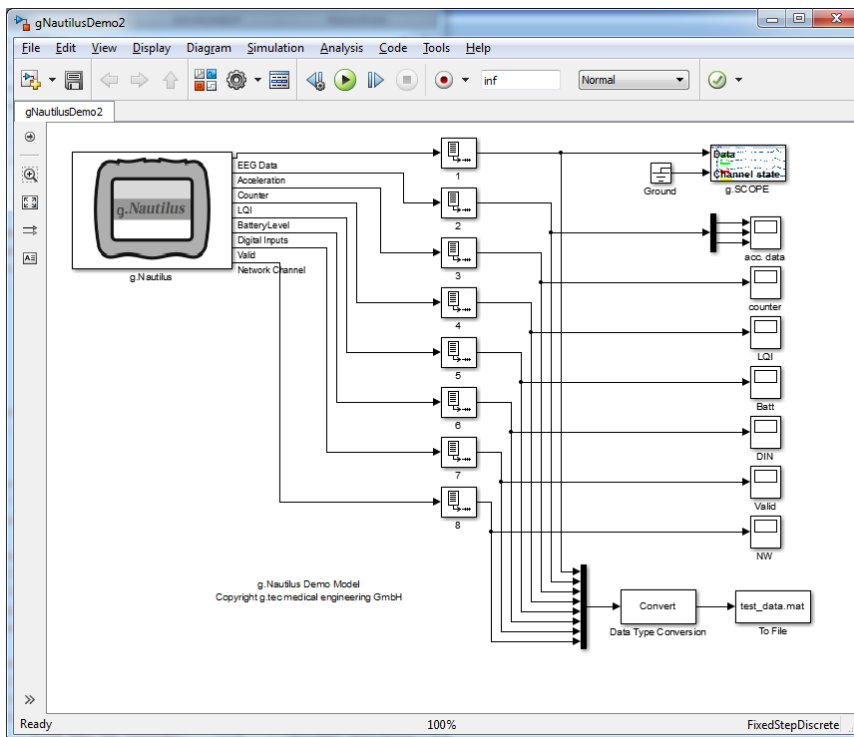 gNautilusDemo2
File Edit View Display Diagram Simulation Analysis Code Tools Help
inf
Normal
gNautilusDemo2
g.Nautilus
EEG Data
Acceleration
Counter
LQI
BatteryLevel
Digital Inputs
Valid
Network Channel
g.Nautilus
1
2
3
4
5
6
7
8
Ground
Data
Channel state
g.SCOPE
acc. data
counter
LQI
Batt
DIN
Valid
NW
g.Nautilus Demo Model
Copyright g.tec medical engineering GmbH
Convert
Data Type Conversion
test_data.mat
To File
Ready
100%
FixedStepDiscrete